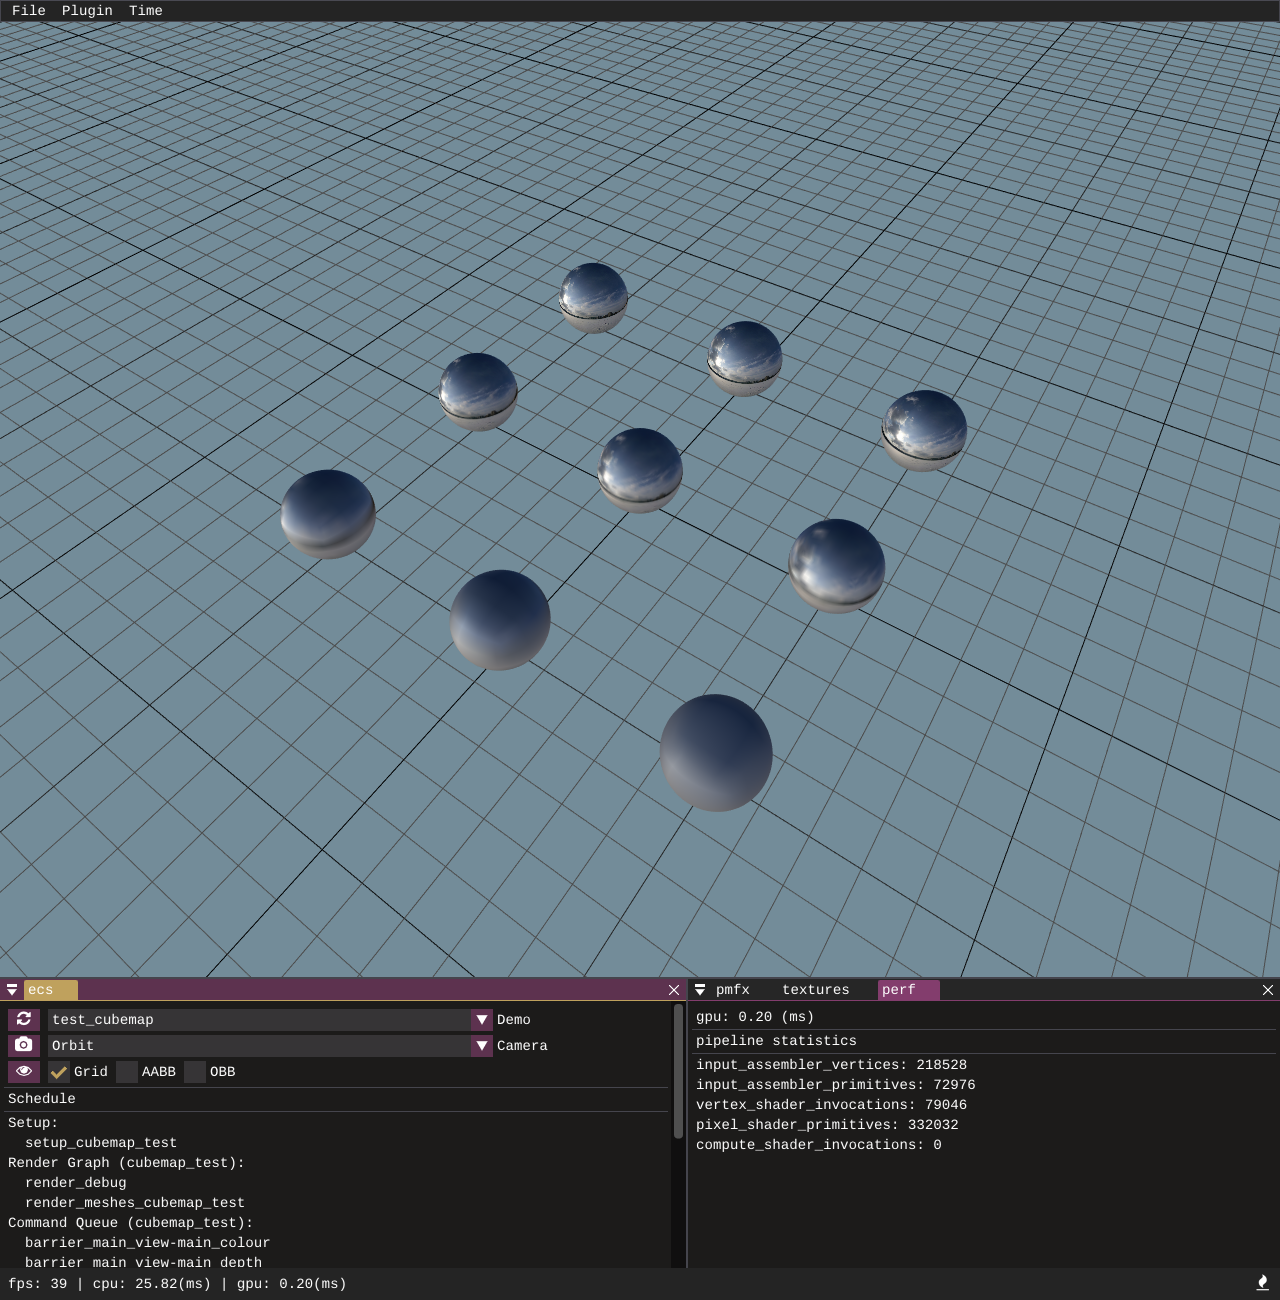 File Plugin Time
ecs
test_cubemap Demo
Orbit Camera
Grid AABB OBB
Schedule
Setup:
setup_cubemap_test
Render Graph (cubemap_test):
render_debug
render_meshes_cubemap_test
Command Queue (cubemap_test):
barrier_main_view-main_colour
barrier_main_view-main_depth
pmfx textures perf
gpu: 0.20 (ms)
pipeline statistics
input_assembler_vertices: 218528
input_assembler_primitives: 72976
vertex_shader_invocations: 79046
pixel_shader_primitives: 332032
compute_shader_invocations: 0
fps: 39 | cpu: 25.82(ms) | gpu: 0.20(ms)